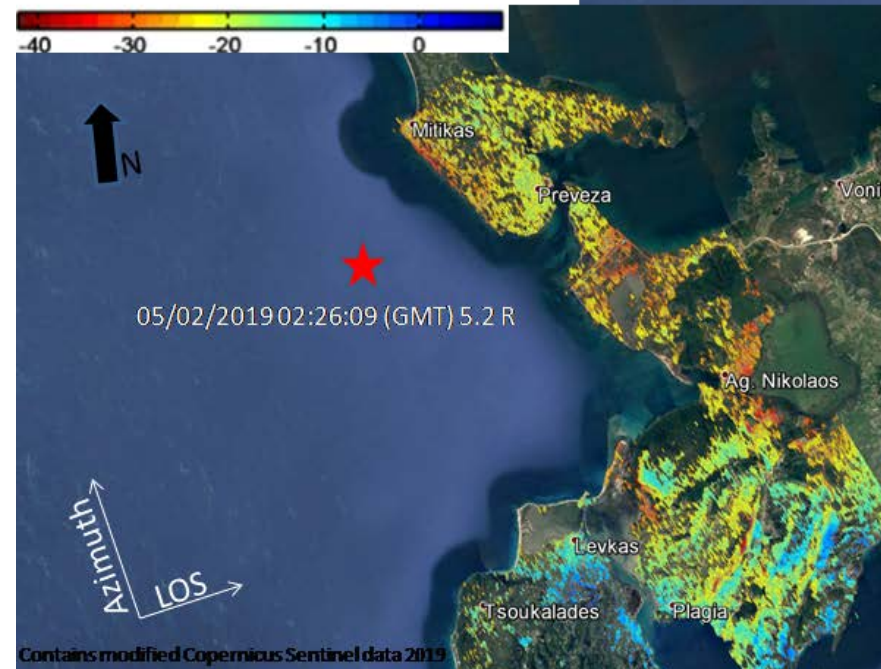 -40 -30 -20 -10 0
Mitikas
N
Preveza
Voni
05/02/2019 02:26:09 (GMT) 5.2 R
Ag. Nikolaos
Azimuth
LOS
Levkas
Tsoukalades
Plagia
Contains modified Copernicus Sentinel data 2019